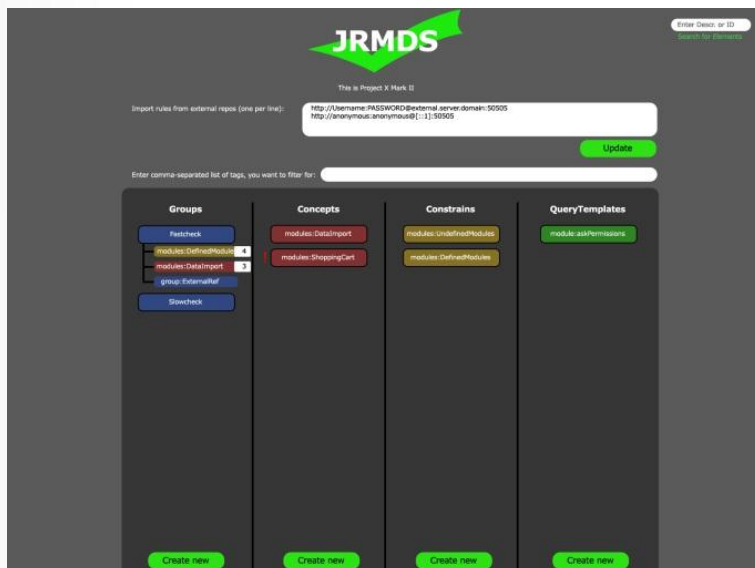 JRMDS
Enter Descr. or ID
Search for Elements
This is Project X Mark II
Import rules from external repos (one per line):
http://Username:PASSWORD@external.server.domain:50505
http://anonymous:anonymous@[::1]:50505
Update
Enter comma-separated list of tags, you want to filter for:
Groups
Fastcheck
modules:DefinedModule 4
modules:DataImport 3
group:ExternalRef
Slowcheck
Create new
Concepts
modules:DataImport
! modules:ShoppingCart
Create new
Constrains
modules:UndefinedModules
modules:DefinedModules
Create new
QueryTemplates
module:askPermissions
Create new